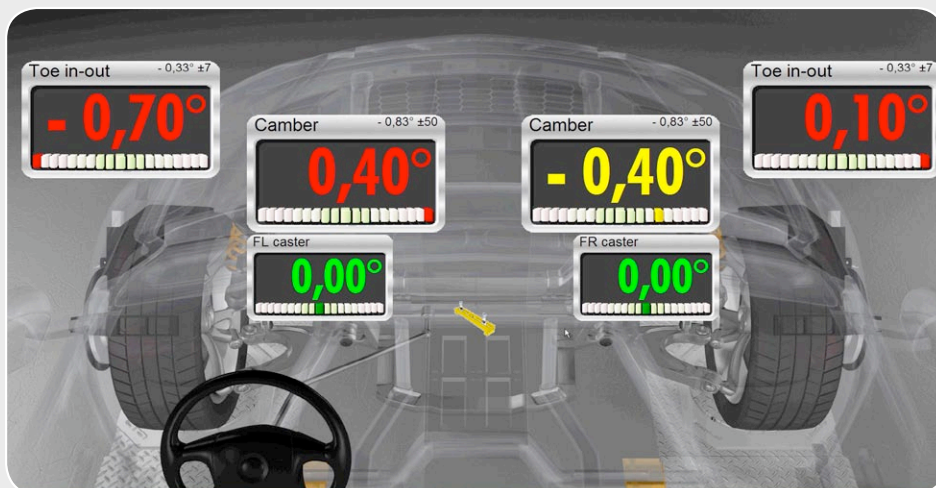 Toe in-out - 0,33° ±7
- 0,70°
Camber - 0,83° ±50
0,40°
FL caster
0,00°
Camber - 0,83° ±50
- 0,40°
FR caster
0,00°
Toe in-out - 0,33° ±7
0,10°